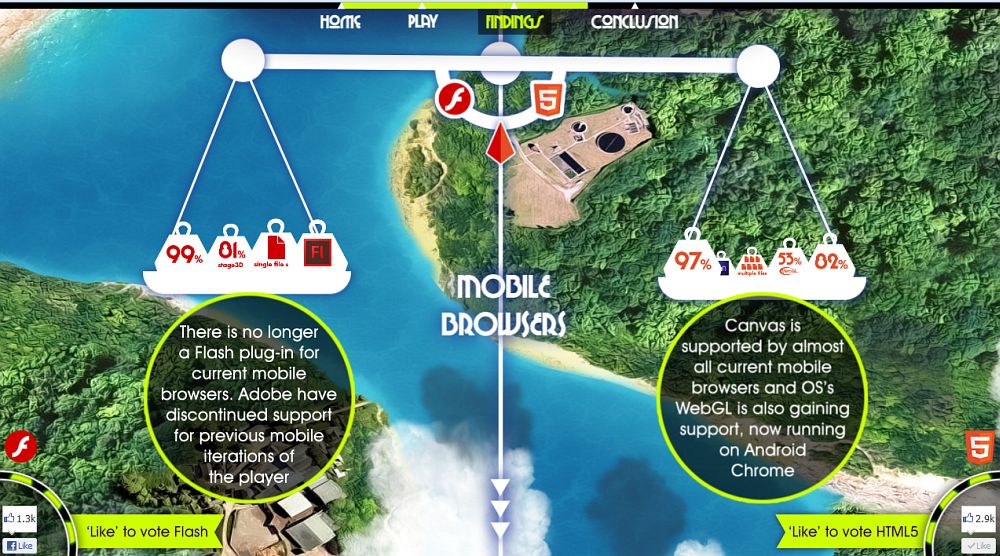 HOME
PLAY
FINDINGS
CONCLUSION
5
99%
81%
stage3D
single file s
Fl
97%
multiple files
53%
WebGL
82%
MOBILE
BROWSERS
There is no longer
a Flash plug-in for
current mobile
browsers. Adobe have
discontinued support
for previous mobile
iterations of
the player
Canvas is
supported by almost
all current mobile
browsers and OS's
WebGL is also gaining
support, now running
on Android
Chrome
5
1.3k
Like
'Like' to vote Flash
'Like' to vote HTML5
2.9k
Like